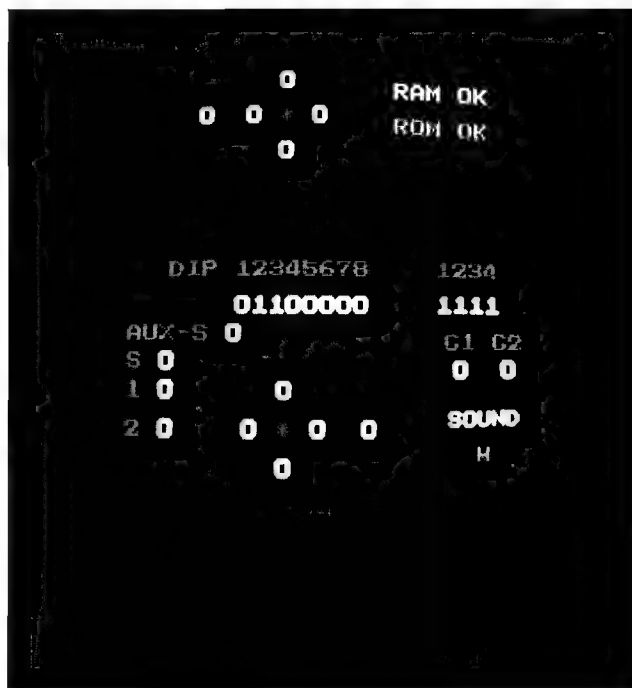 0
RAM OK
0 0 * 0
ROM OK
0
DIP 12345678 1234
01100000 1111
AUX-S 0
C1 C2
S 0
0 0
1 0 0
2 0 0 * 0 0
SOUND
0